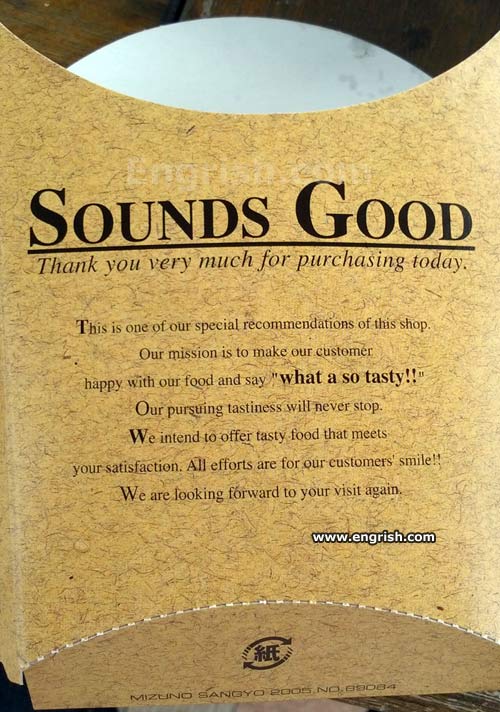 Engrish.com
SOUNDS GOOD
Thank you very much for purchasing today.
This is one of our special recommendations of this shop.
Our mission is to make our customer
happy with our food and say "what a so tasty!!"
Our pursuing tastiness will never stop.
We intend to offer tasty food that meets
your satisfaction. All efforts are for our customers' smile!!
We are looking forward to your visit again.
www.engrish.com
紙
MIZUNO SANGYO 2005 NO.89084